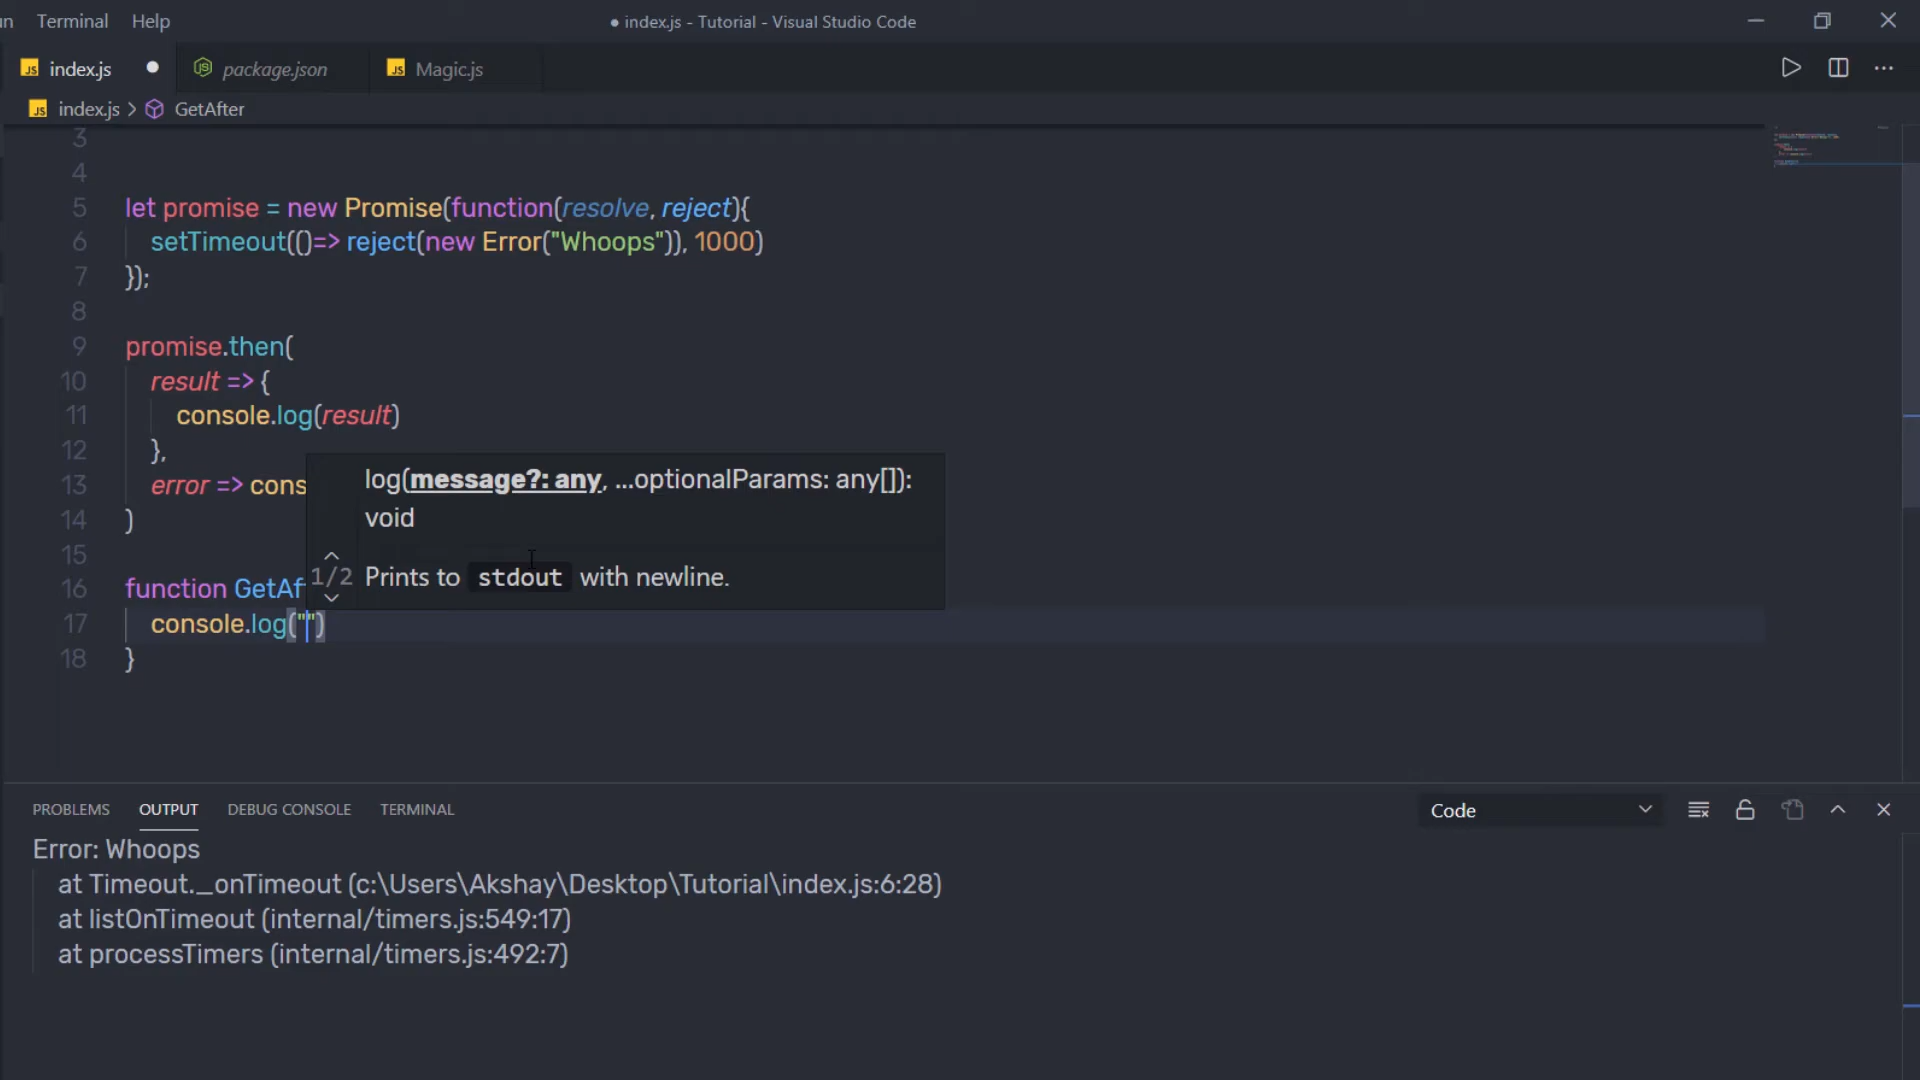 un Terminal Help ● index.js - Tutorial - Visual Studio Code
JS index.js package.json JS Magic.js ...
JS index.js > GetAfter
3
4
5 let promise = new Promise(function(resolve, reject){
6 setTimeout(()=> reject(new Error("Whoops")), 1000)
7 });
8
9 promise.then(
10 result => {
11 console.log(result)
12 },
13 error => cons
14 )
15
16 function GetAf
17 console.log("")
18 }
log(message?: any, ...optionalParams: any[]):
void
1/2 Prints to stdout with newline.
PROBLEMS OUTPUT DEBUG CONSOLE TERMINAL Code
Error: Whoops
at Timeout._onTimeout (c:\Users\Akshay\Desktop\Tutorial\index.js:6:28)
at listOnTimeout (internal/timers.js:549:17)
at processTimers (internal/timers.js:492:7)